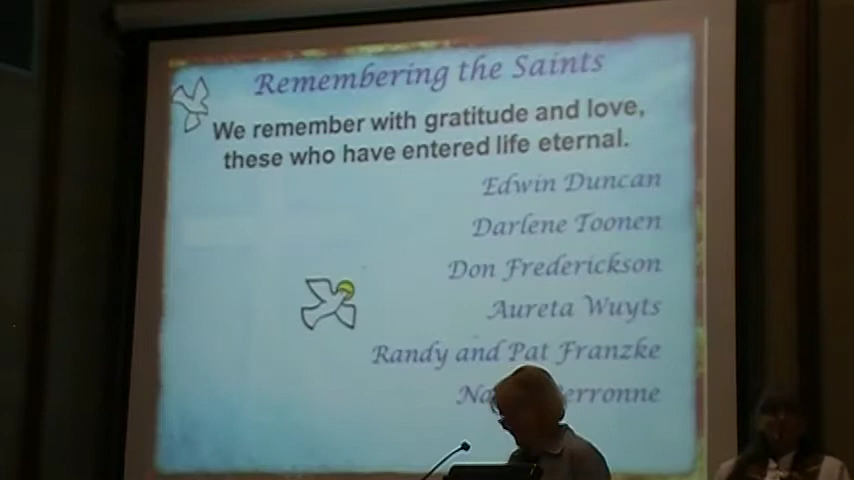 Remembering the Saints
We remember with gratitude and love,
these who have entered life eternal.
Edwin Duncan
Darlene Toonen
Don Frederickson
Aureta Wuyts
Randy and Pat Franzke